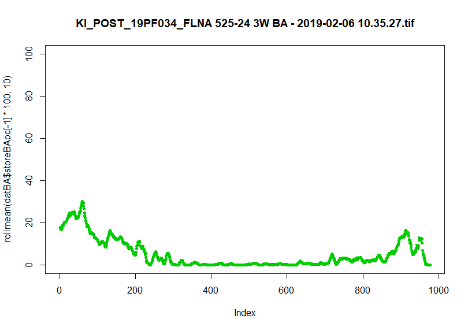 KI_POST_19PF034_FLNA 525-24 3W BA - 2019-02-06 10.35.27.tif
rollmean(datBA$storeBApc[-1] * 100, 10)
100
80
60
40
20
0
0 200 400 600 800 1000
Index